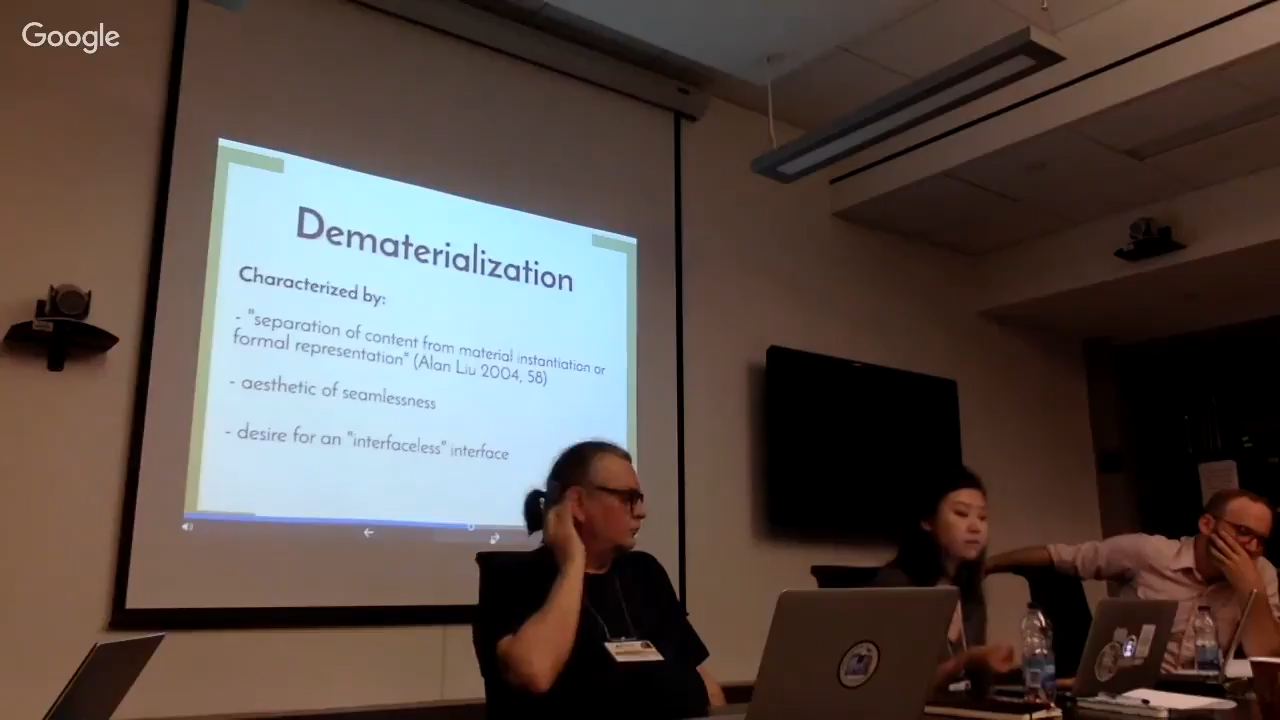 Google
Dematerialization
Characterized by:
- "separation of content from material instantiation or
formal representation" (Alan Liu 2004, 58)
- aesthetic of seamlessness
- desire for an "interfaceless" interface